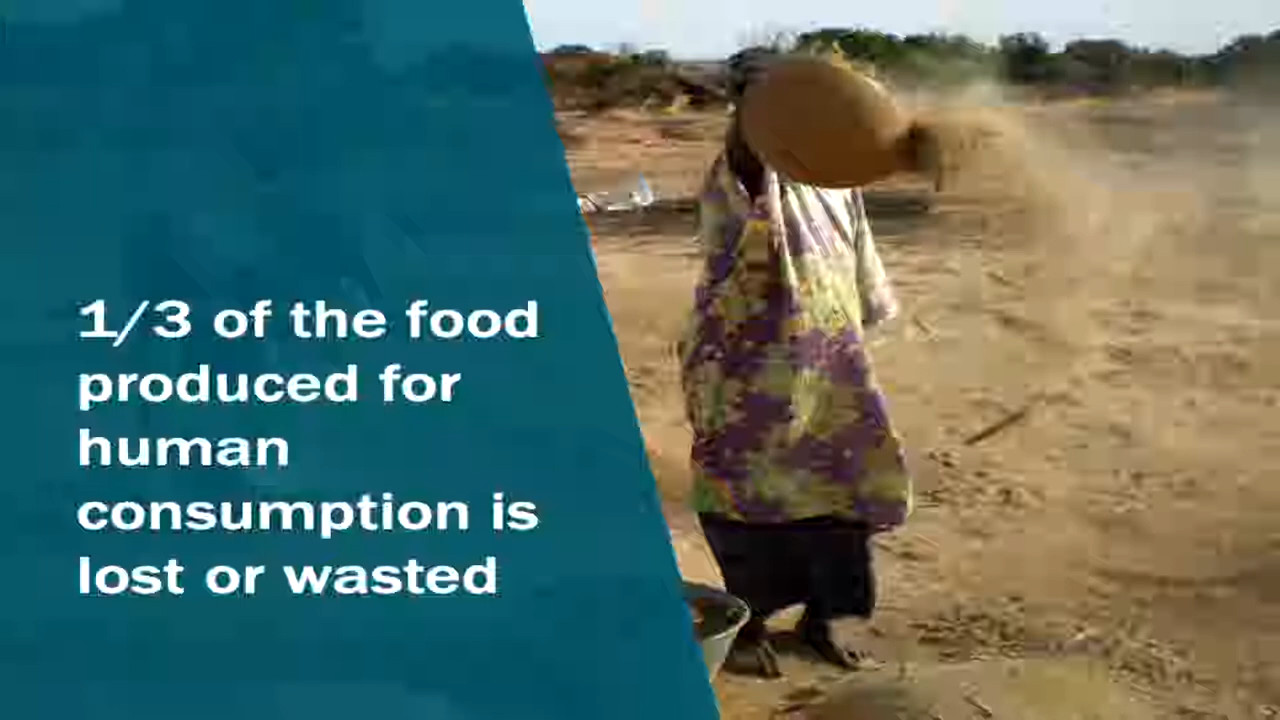 1/3 of the food
produced for
human
consumption is
lost or wasted